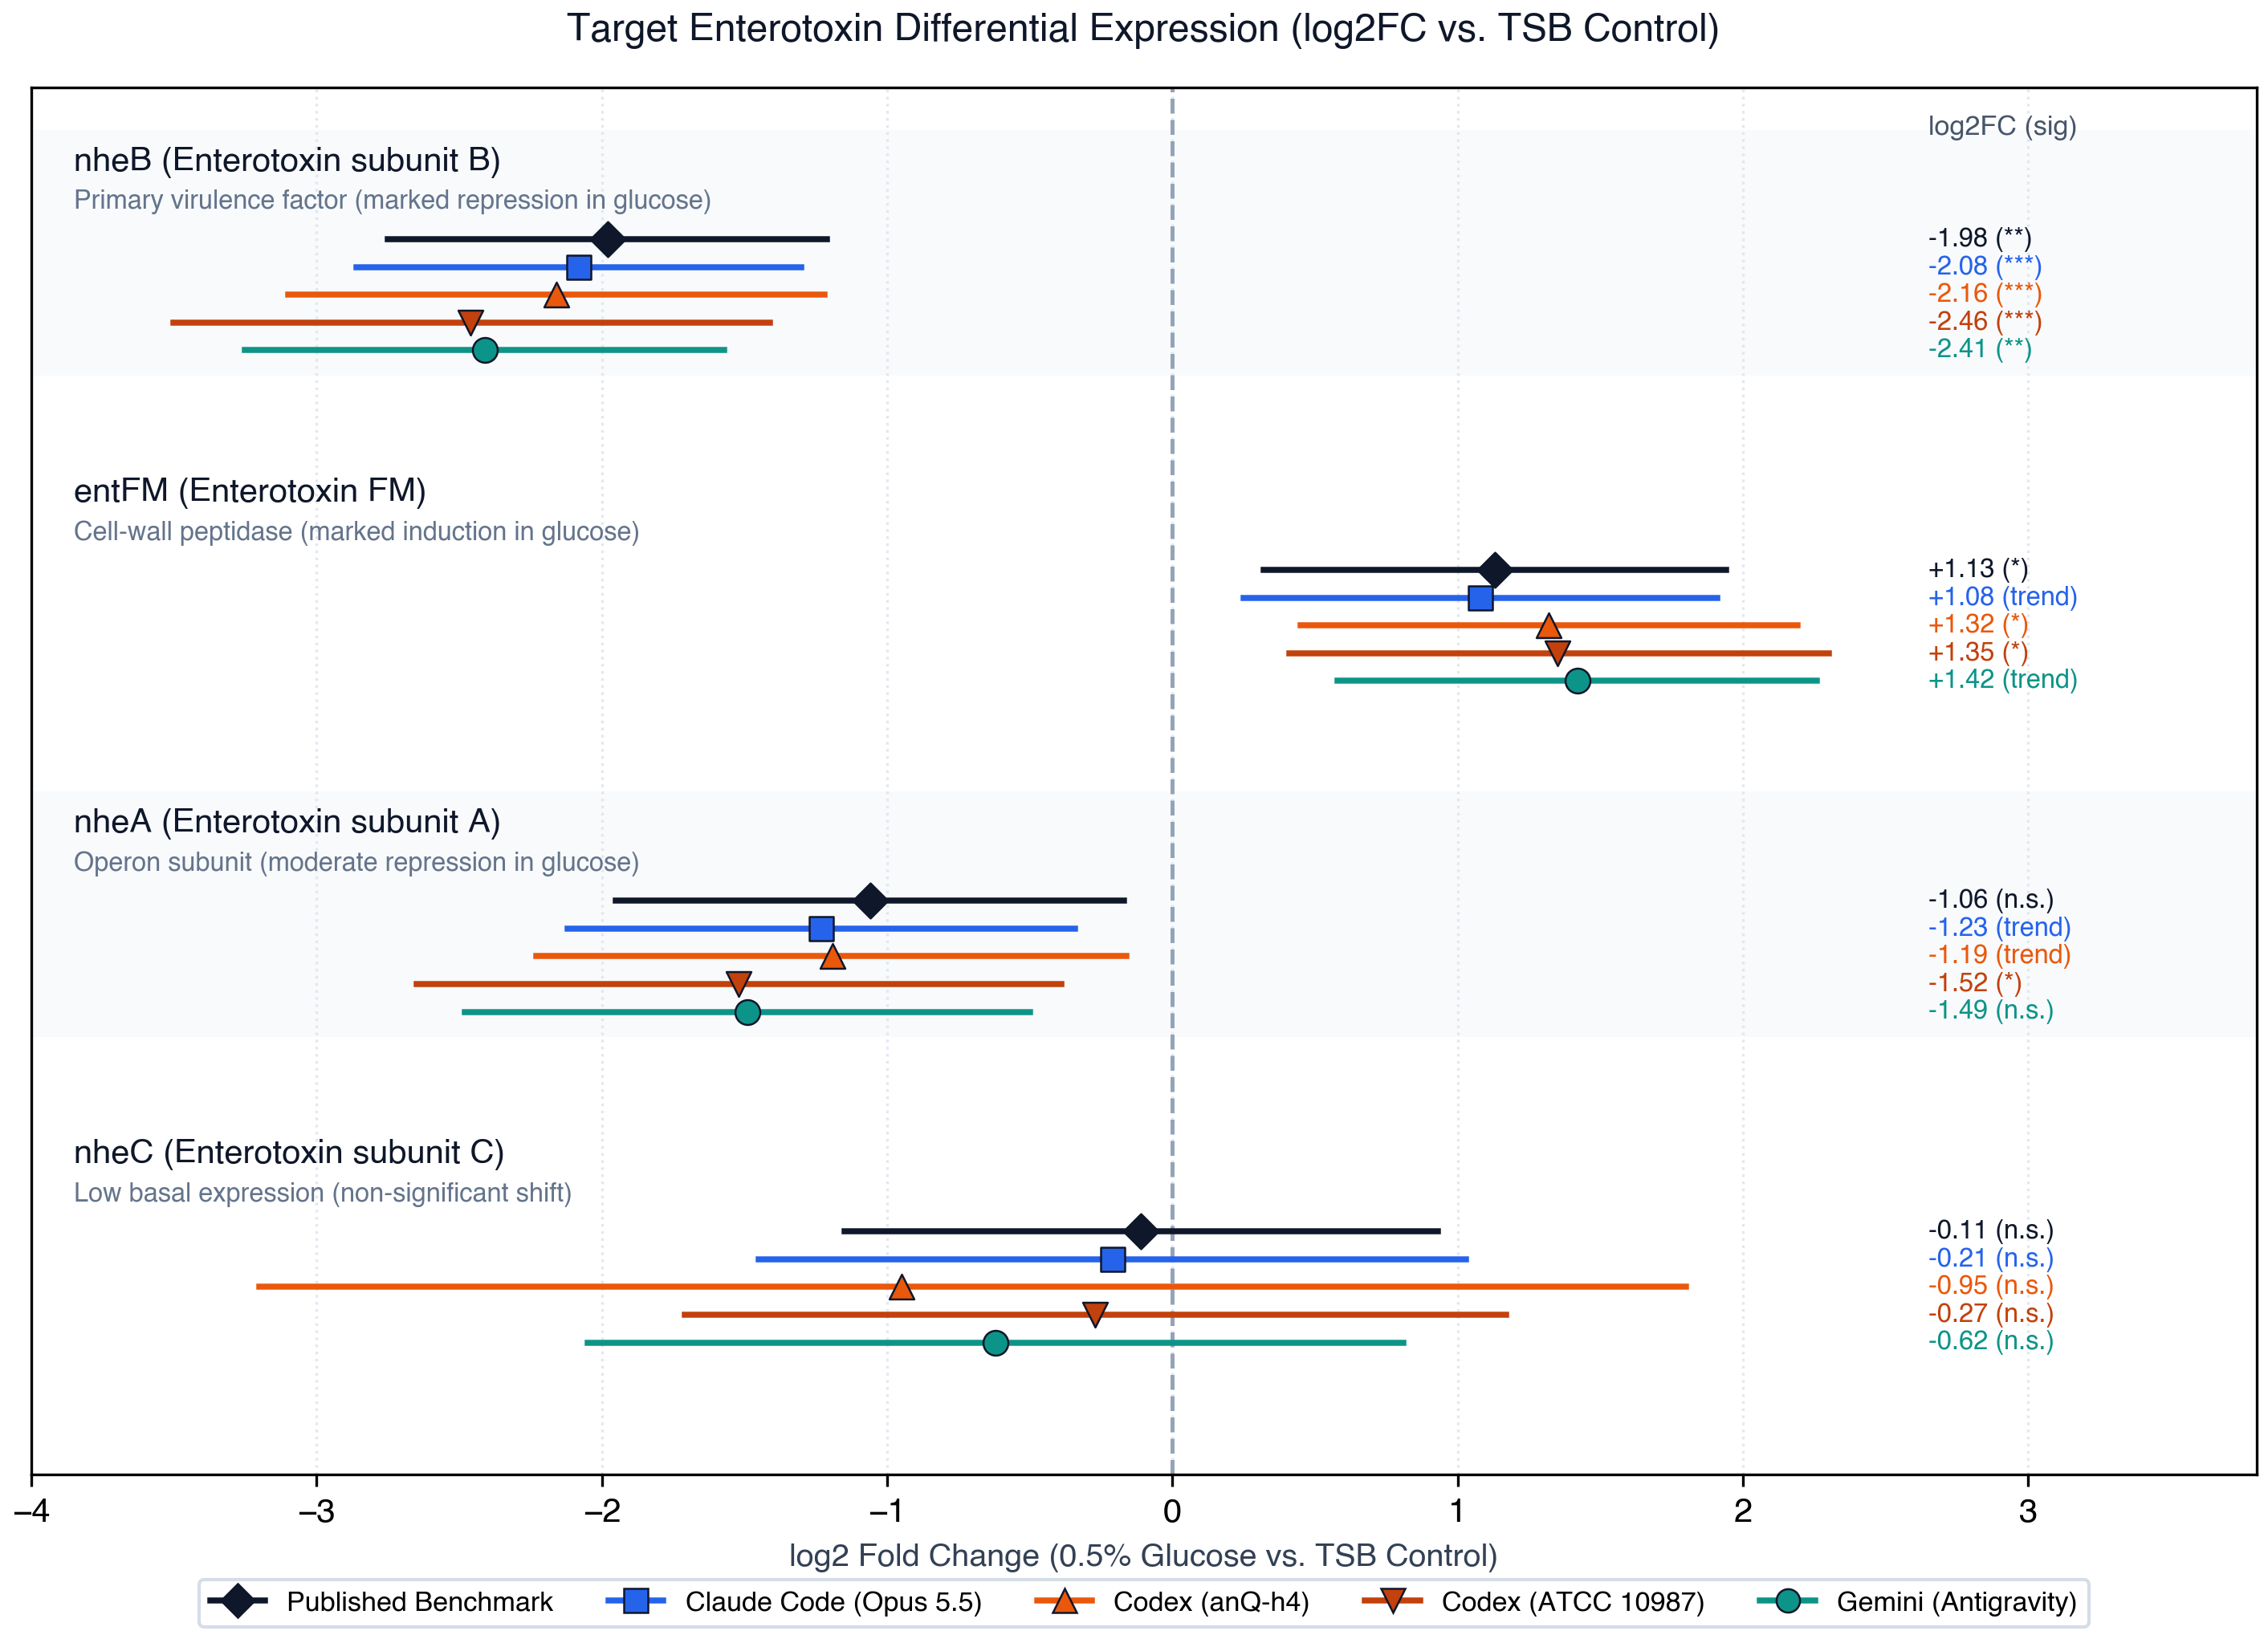 Target Enterotoxin Differential Expression (log2FC vs. TSB Control)
log2FC (sig)
nheB (Enterotoxin subunit B)
Primary virulence factor (marked repression in glucose)
-1.98 (**)
-2.08 (***)
-2.16 (***)
-2.46 (***)
-2.41 (**)
entFM (Enterotoxin FM)
Cell-wall peptidase (marked induction in glucose)
+1.13 (*)
+1.08 (trend)
+1.32 (*)
+1.35 (*)
+1.42 (trend)
nheA (Enterotoxin subunit A)
Operon subunit (moderate repression in glucose)
-1.06 (n.s.)
-1.23 (trend)
-1.19 (trend)
-1.52 (*)
-1.49 (n.s.)
nheC (Enterotoxin subunit C)
Low basal expression (non-significant shift)
-0.11 (n.s.)
-0.21 (n.s.)
-0.95 (n.s.)
-0.27 (n.s.)
-0.62 (n.s.)
−4 −3 −2 −1 0 1 2 3
log2 Fold Change (0.5% Glucose vs. TSB Control)
Published Benchmark Claude Code (Opus 5.5) Codex (anQ-h4) Codex (ATCC 10987) Gemini (Antigravity)